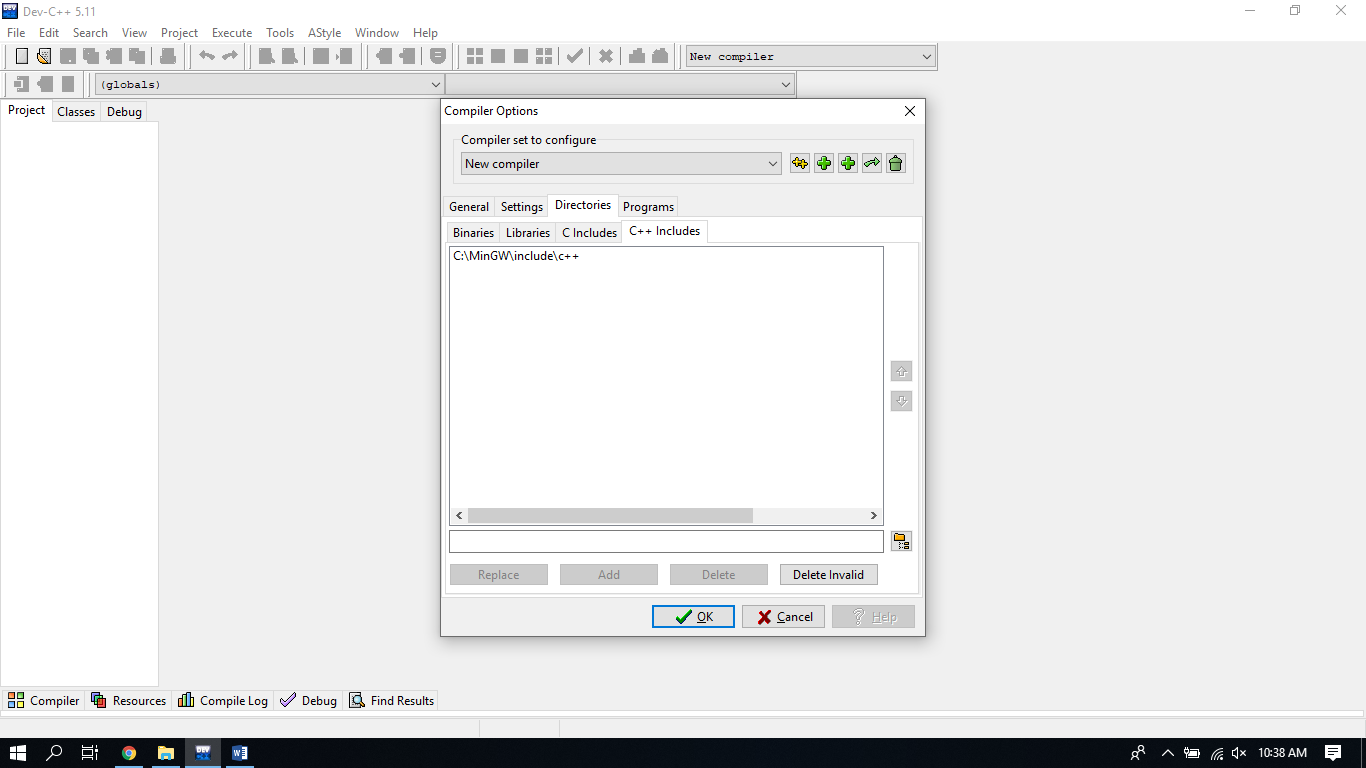 Dev-C++ 5.11
File Edit Search View Project Execute Tools AStyle Window Help
New compiler
(globals)
Project Classes Debug
Compiler Options
Compiler set to configure
New compiler
General Settings Directories Programs
Binaries Libraries C Includes C++ Includes
C:\MinGW\include\c++
Replace Add Delete Delete Invalid
OK Cancel Help
Compiler Resources Compile Log Debug Find Results
10:38 AM